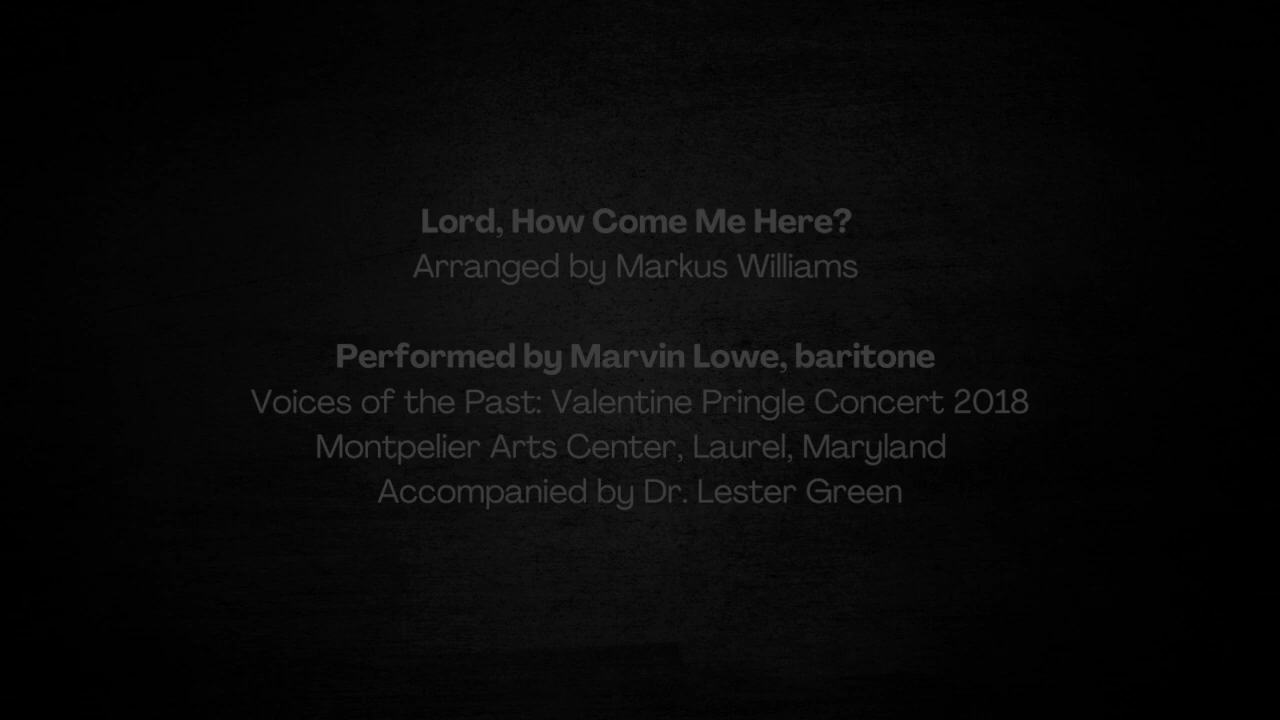 Lord, How Come Me Here?
Arranged by Markus Williams
Performed by Marvin Lowe, baritone
Voices of the Past: Valentine Pringle Concert 2018
Montpelier Arts Center, Laurel, Maryland
Accompanied by Dr. Lester Green